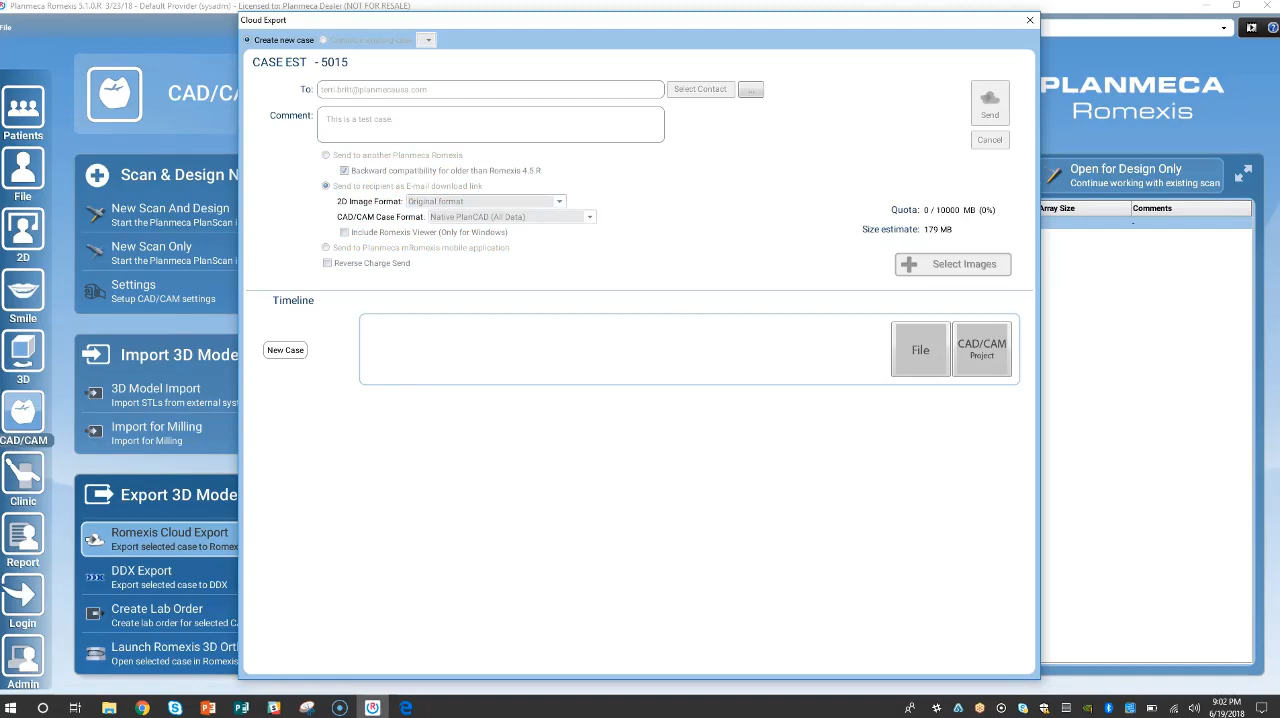 Planmeca Romexis 5.1.0.R 3/23/18 - Default Provider (sysadm) - Licensed to: Planmeca Dealer (NOT FOR RESALE)
File
Cloud Export
Create new case
CASE EST - 5015
To: terri.britt@planmecausa.com
Select Contact
...
Comment: This is a test case.
Send
Cancel
Send to another Planmeca Romexis
Backward compatibility for older than Romexis 4.5.R
Send to recipient as E-mail download link
2D Image Format: Original format
CAD/CAM Case Format: Native PlanCAD (All Data)
Include Romexis Viewer (Only for Windows)
Send to Planmeca mRomexis mobile application
Reverse Charge Send
Quota: 0 / 10000 MB (0%)
Size estimate: 179 MB
Select Images
Timeline
New Case
File
CAD/CAM
Project
Patients
File
2D
Smile
3D
CAD/CAM
Clinic
Report
Login
Admin
CAD/CA
Scan & Design N
New Scan And Design
Start the Planmeca PlanScan i
New Scan Only
Start the Planmeca PlanScan i
Settings
Setup CAD/CAM settings
Import 3D Mode
3D Model Import
Import STLs from external sys
Import for Milling
Import for Milling
Export 3D Mode
Romexis Cloud Export
Export selected case to Romex
DDX Export
Export selected case to DDX
Create Lab Order
Create lab order for selected C
Launch Romexis 3D Ort
Open selected case in Romexis
PLANMECA
Romexis
Open for Design Only
Continue working with existing scan
Array Size
Comments
-
9:02 PM
6/19/2018